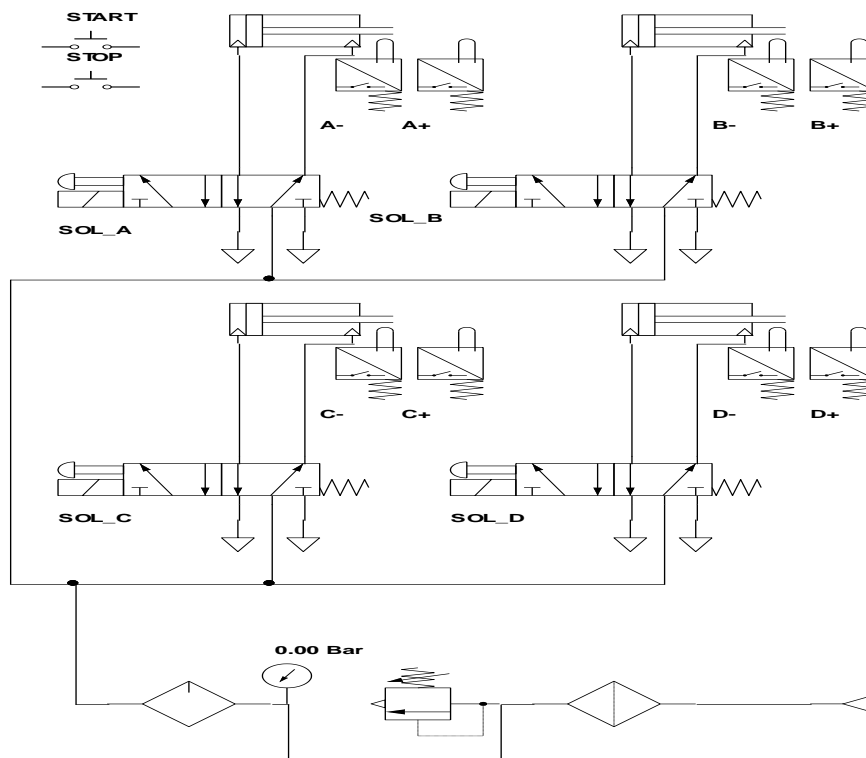 START
STOP
A- A+ B- B+
SOL_A SOL_B
C- C+ D- D+
SOL_C SOL_D
0.00 Bar